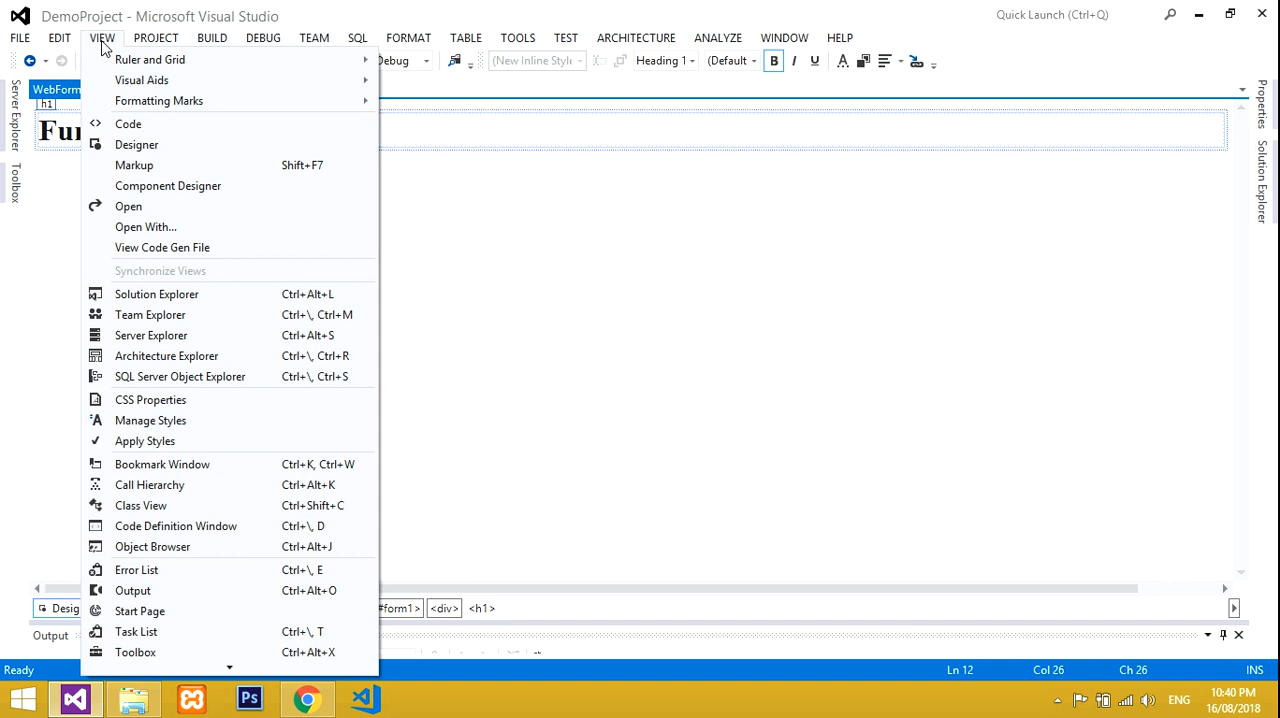 DemoProject - Microsoft Visual Studio
Quick Launch (Ctrl+Q)
FILE EDIT VIEW PROJECT BUILD DEBUG TEAM SQL FORMAT TABLE TOOLS TEST ARCHITECTURE ANALYZE WINDOW HELP
(New Inline Style Heading 1 (Default B I U A
WebForm
h1
Server Explorer
Toolbox
Properties
Solution Explorer
Ruler and Grid
Visual Aids
Formatting Marks
Code
Designer
Markup Shift+F7
Component Designer
Open
Open With...
View Code Gen File
Synchronize Views
Solution Explorer Ctrl+Alt+L
Team Explorer Ctrl+\, Ctrl+M
Server Explorer Ctrl+Alt+S
Architecture Explorer Ctrl+\, Ctrl+R
SQL Server Object Explorer Ctrl+\, Ctrl+S
CSS Properties
Manage Styles
Apply Styles
Bookmark Window Ctrl+K, Ctrl+W
Call Hierarchy Ctrl+Alt+K
Class View Ctrl+Shift+C
Code Definition Window Ctrl+\, D
Object Browser Ctrl+Alt+J
Error List Ctrl+\, E
Output Ctrl+Alt+O
Start Page
Task List Ctrl+\, T
Toolbox Ctrl+Alt+X
Desig
#form1> <div> <h1>
Output
Ready Ln 12 Col 26 Ch 26 INS
Ps
ENG
10:40 PM
16/08/2018